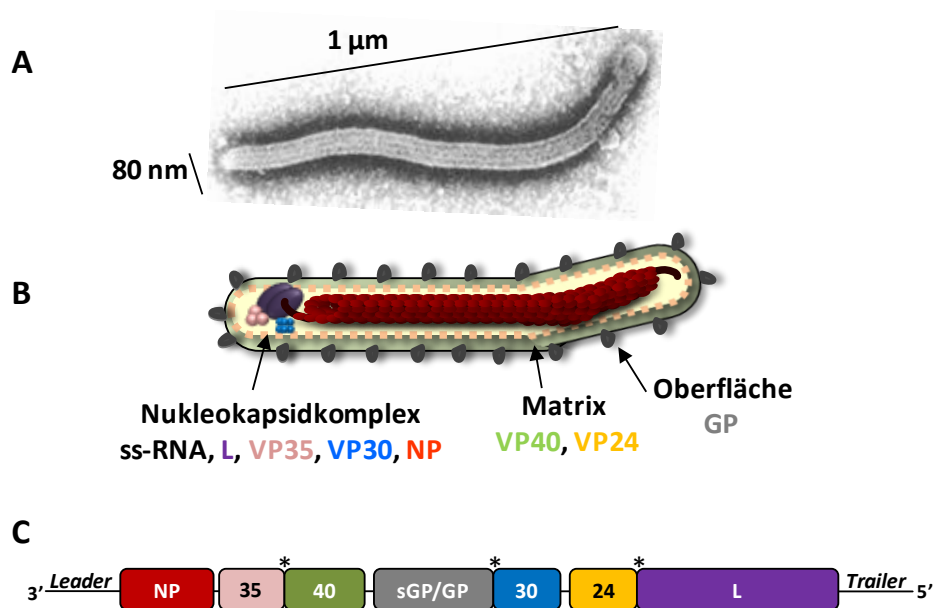 A
1 µm
80 nm
B
Nukleokapsidkomplex
ss-RNA, L, VP35, VP30, NP
Matrix
VP40, VP24
Oberfläche
GP
C
* * *
3’ Leader NP 35 40 sGP/GP 30 24 L Trailer 5’